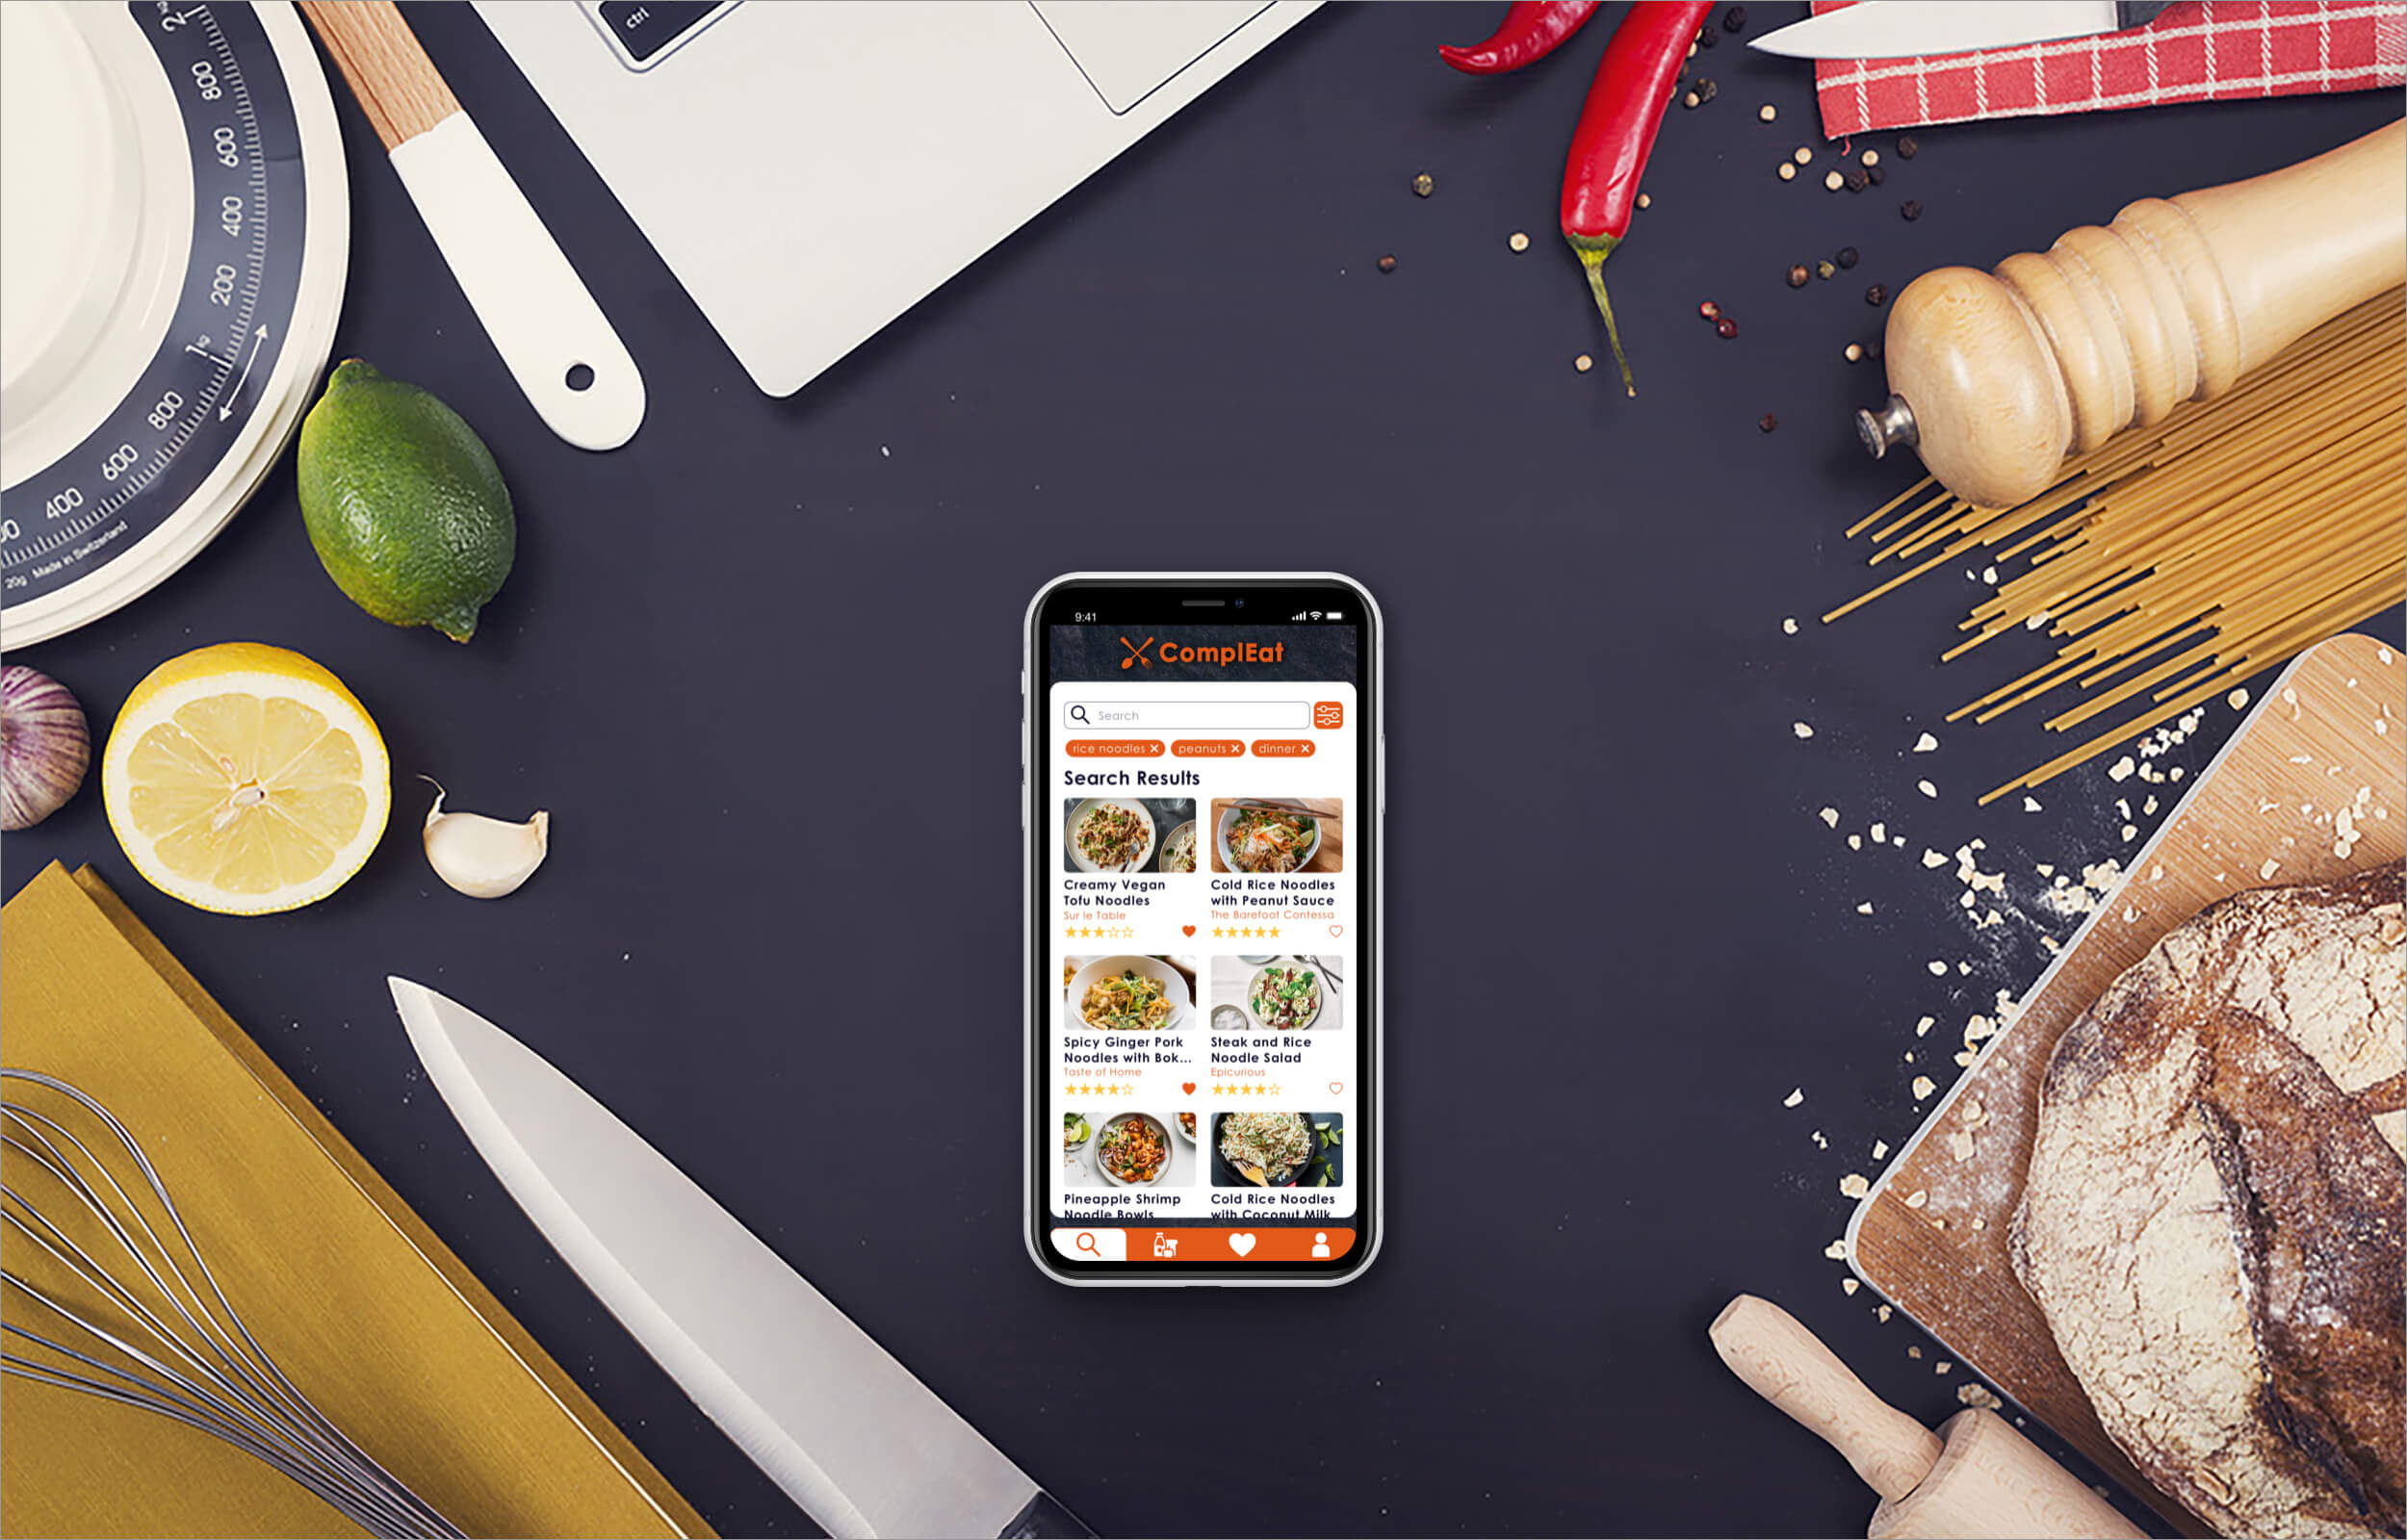 ctrl
2
800
600
400
200
1kg
800
600
400
20g Made in Switzerland
9:41
ComplEat
Search
rice noodles ×
peanuts ×
dinner ×
Search Results
Creamy Vegan
Tofu Noodles
Sur le Table
Cold Rice Noodles
with Peanut Sauce
The Barefoot Contessa
Spicy Ginger Pork
Noodles with Bok...
Taste of Home
Steak and Rice
Noodle Salad
Epicurious
Pineapple Shrimp
Noodle Bowls
Cold Rice Noodles
with Coconut Milk